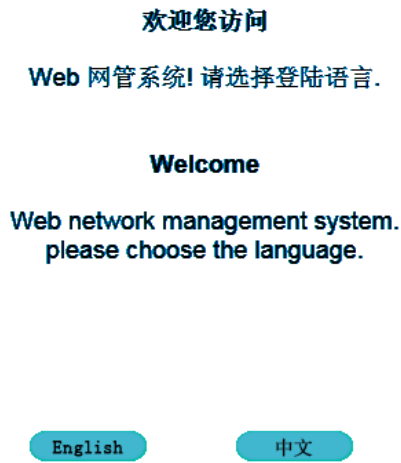 欢迎您访问
Web 网管系统! 请选择登陆语言.
Welcome
Web network management system.
please choose the language.
English
中文